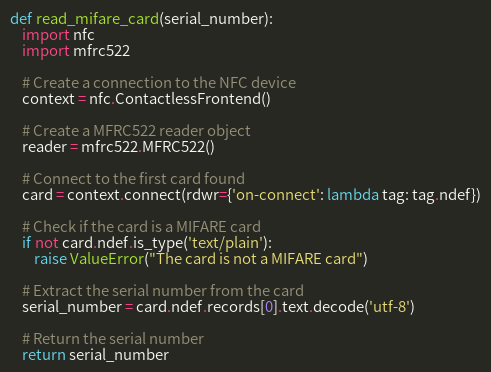 def read_mifare_card(serial_number):
    import nfc
    import mfrc522

    # Create a connection to the NFC device
    context = nfc.ContactlessFrontend()

    # Create a MFRC522 reader object
    reader = mfrc522.MFRC522()

    # Connect to the first card found
    card = context.connect(rdwr={'on-connect': lambda tag: tag.ndef})

    # Check if the card is a MIFARE card
    if not card.ndef.is_type('text/plain'):
        raise ValueError("The card is not a MIFARE card")

    # Extract the serial number from the card
    serial_number = card.ndef.records[0].text.decode('utf-8')

    # Return the serial number
    return serial_number